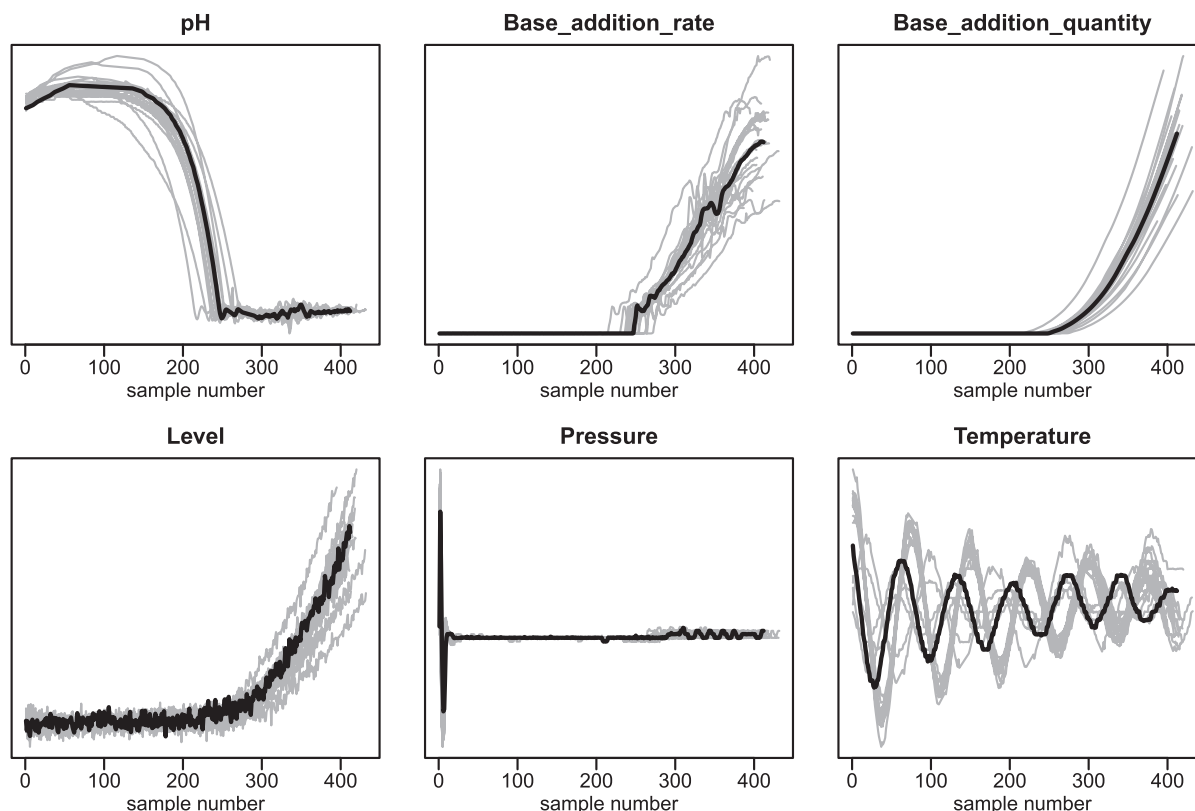 pH
Base_addition_rate
Base_addition_quantity
0 100 200 300 400
0 100 200 300 400
0 100 200 300 400
sample number
sample number
sample number
Level
Pressure
Temperature
0 100 200 300 400
0 100 200 300 400
0 100 200 300 400
sample number
sample number
sample number